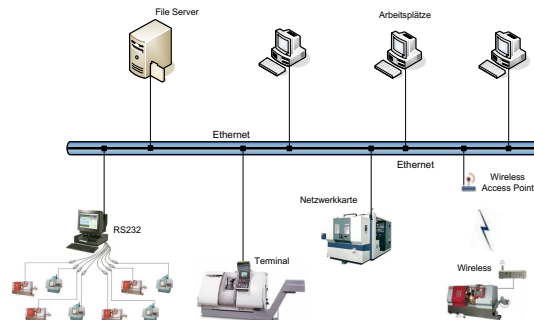 File Server
Arbeitsplätze
Ethernet
Ethernet
Wireless
Access Point
Netzwerkkarte
RS232
Terminal
Wireless